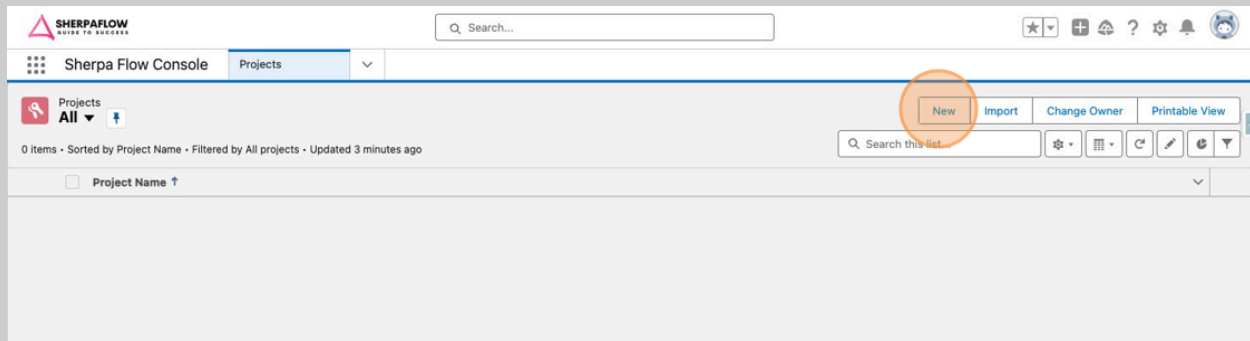 SHERPAFLOW
GUIDE TO SUCCESS
Search...
Sherpa Flow Console
Projects
Projects
All
New
Import
Change Owner
Printable View
0 items • Sorted by Project Name • Filtered by All projects • Updated 3 minutes ago
Search this list...
Project Name ↑